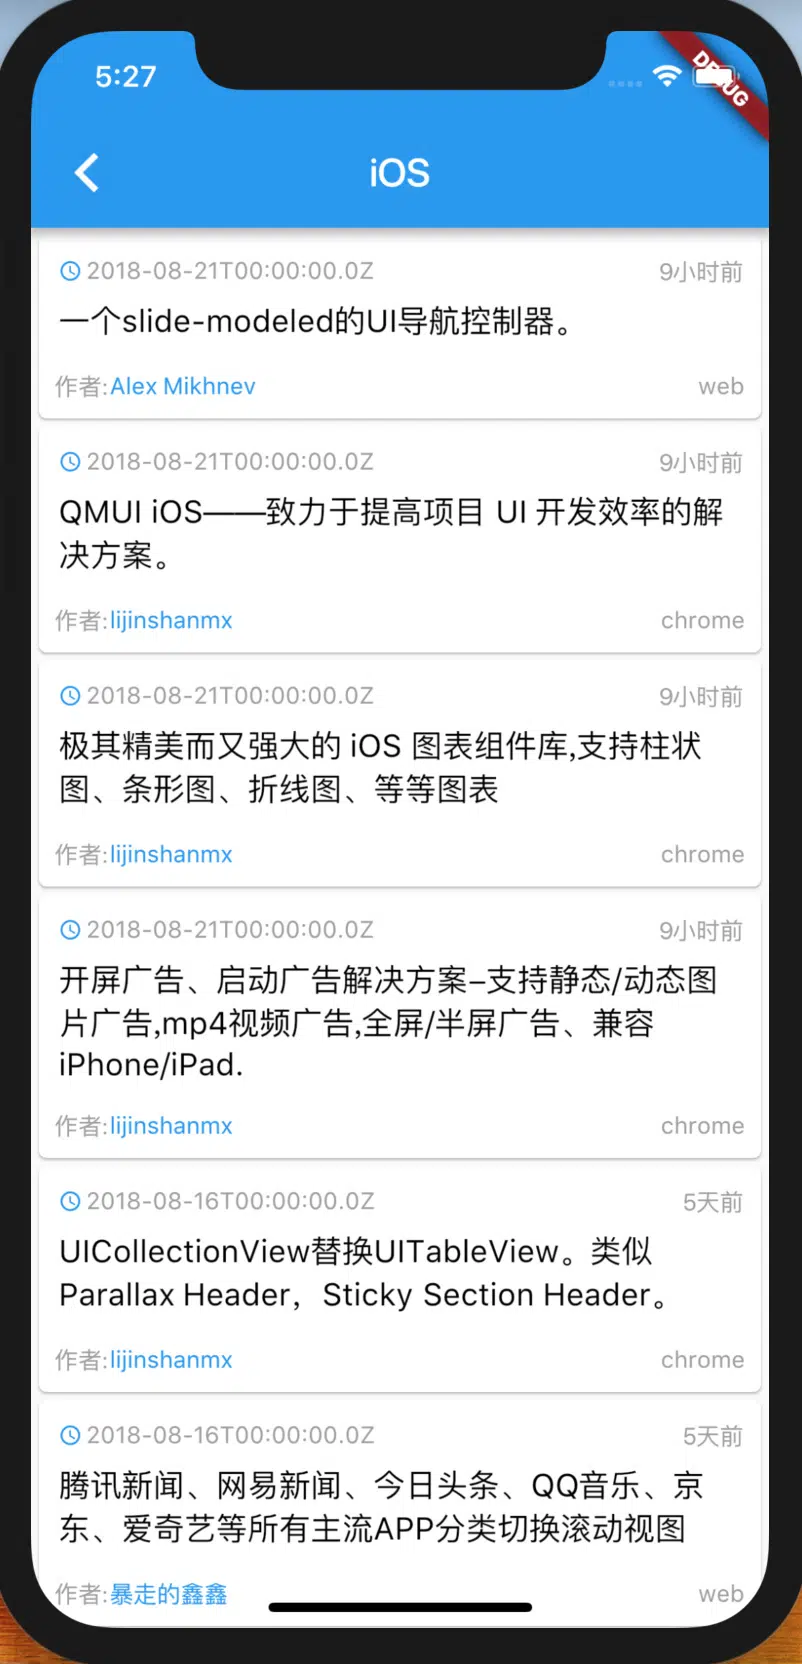 5:27
DEBUG
iOS
2018-08-21T00:00:00.0Z 9小时前
一个slide-modeled的UI导航控制器。
作者:Alex Mikhnev web
2018-08-21T00:00:00.0Z 9小时前
QMUI iOS——致力于提高项目 UI 开发效率的解
决方案。
作者:lijinshanmx chrome
2018-08-21T00:00:00.0Z 9小时前
极其精美而又强大的 iOS 图表组件库,支持柱状
图、条形图、折线图、等等图表
作者:lijinshanmx chrome
2018-08-21T00:00:00.0Z 9小时前
开屏广告、启动广告解决方案–支持静态/动态图
片广告,mp4视频广告,全屏/半屏广告、兼容
iPhone/iPad.
作者:lijinshanmx chrome
2018-08-16T00:00:00.0Z 5天前
UICollectionView替换UITableView。类似
Parallax Header，Sticky Section Header。
作者:lijinshanmx chrome
2018-08-16T00:00:00.0Z 5天前
腾讯新闻、网易新闻、今日头条、QQ音乐、京
东、爱奇艺等所有主流APP分类切换滚动视图
作者:暴走的鑫鑫 web